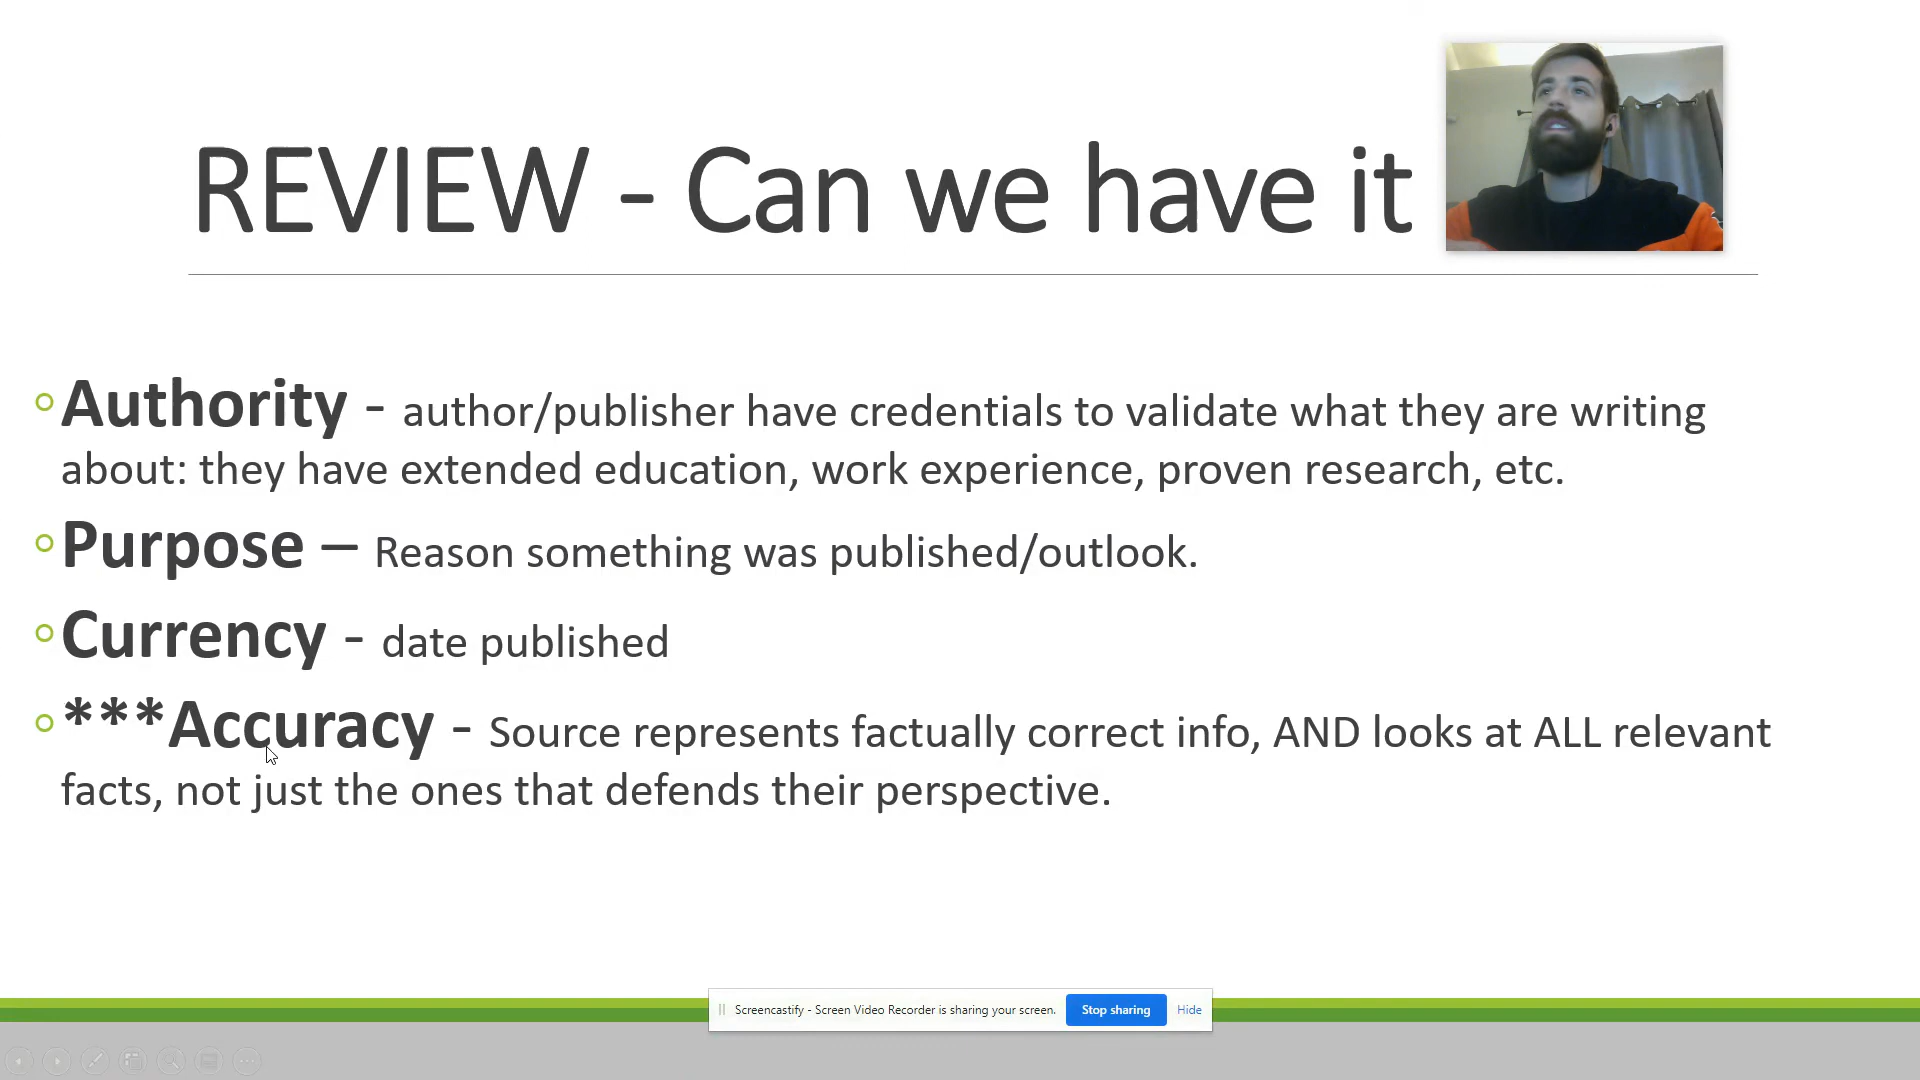 REVIEW - Can we have it
Authority - author/publisher have credentials to validate what they are writing
about: they have extended education, work experience, proven research, etc.
Purpose – Reason something was published/outlook.
Currency - date published
***Accuracy - Source represents factually correct info, AND looks at ALL relevant
facts, not just the ones that defends their perspective.
Screencastify - Screen Video Recorder is sharing your screen. Stop sharing Hide